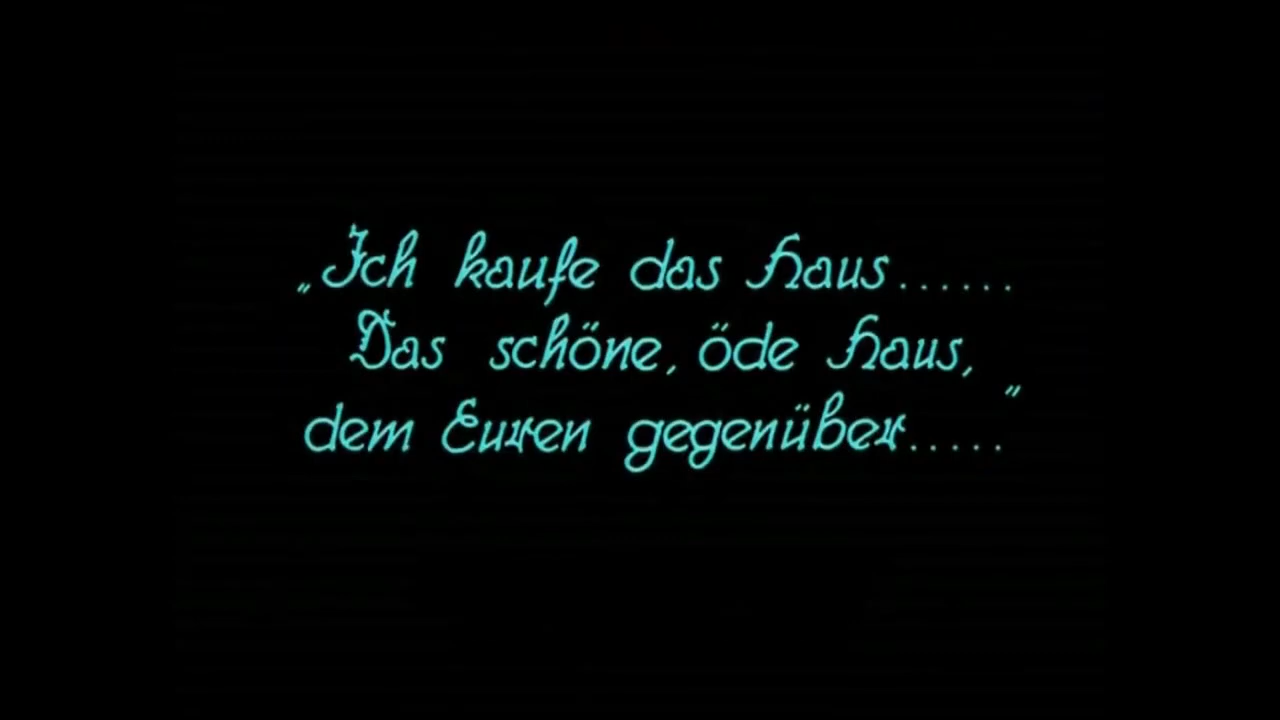 „Ich kaufe das Haus......
Das schöne, öde Haus,
dem Euren gegenüber....."